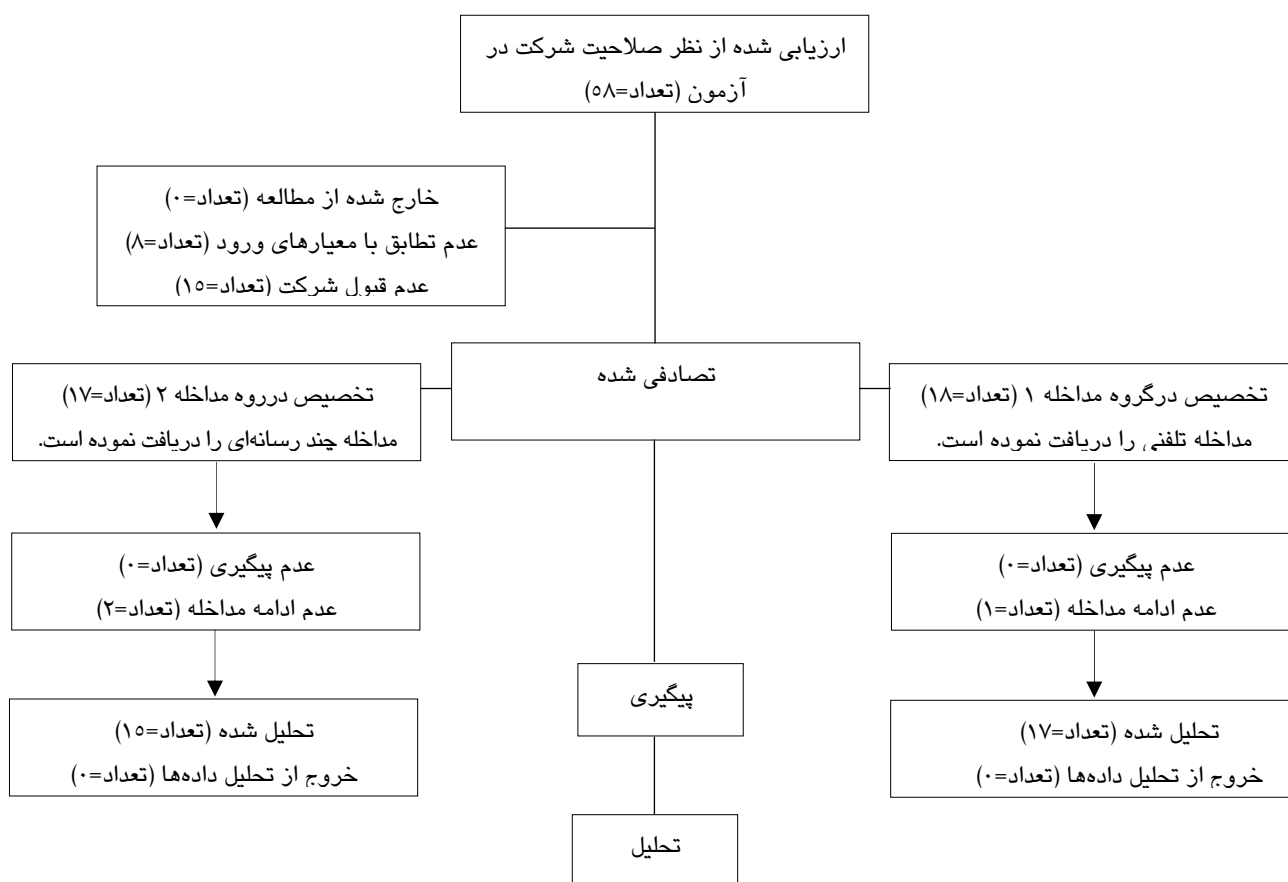 ارزیابی شده از نظر صلاحیت شرکت در
آزمون (تعداد=۵۸)
خارج شده از مطالعه (تعداد=۰)
عدم تطابق با معیارهای ورود (تعداد=۸)
عدم قبول شرکت (تعداد=۱۵)
تصادفی شده
تخصیص درگروه مداخله ۱ (تعداد=۱۸)
مداخله تلفنی را دریافت نموده است.
تخصیص درروه مداخله ۲ (تعداد=۱۷)
مداخله چند رسانه‌ای را دریافت نموده است.
عدم پیگیری (تعداد=۰)
عدم ادامه مداخله (تعداد=۱)
عدم پیگیری (تعداد=۰)
عدم ادامه مداخله (تعداد=۲)
پیگیری
تحلیل شده (تعداد=۱۷)
خروج از تحلیل داده‌ها (تعداد=۰)
تحلیل شده (تعداد=۱۵)
خروج از تحلیل داده‌ها (تعداد=۰)
تحلیل